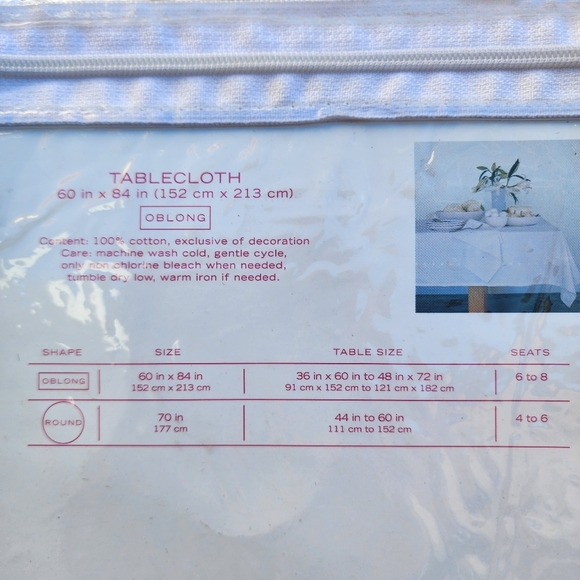 TABLECLOTH
60 in x 84 in (152 cm x 213 cm)
OBLONG
Content: 100% cotton, exclusive of decoration
Care: machine wash cold, gentle cycle,
only non chlorine bleach when needed,
tumble dry low, warm iron if needed.
SHAPE SIZE TABLE SIZE SEATS
OBLONG 60 in x 84 in 36 in x 60 in to 48 in x 72 in 6 to 8
152 cm x 213 cm 91 cm x 152 cm to 121 cm x 182 cm
ROUND 70 in 44 in to 60 in 4 to 6
177 cm 111 cm to 152 cm